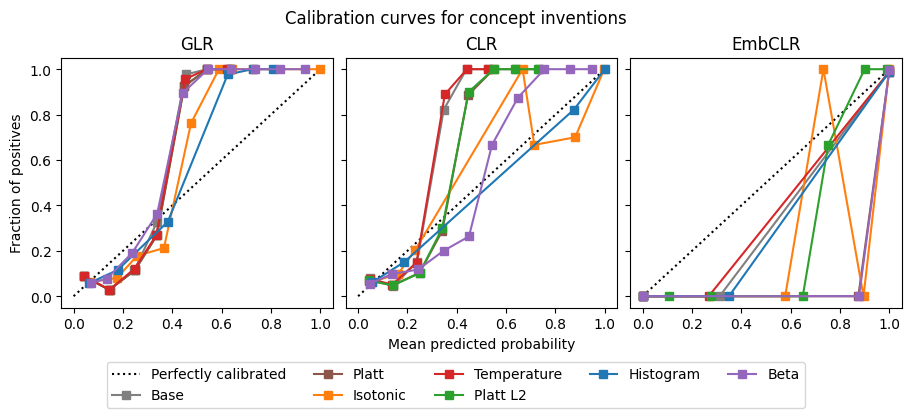 Calibration curves for concept inventions
GLR
CLR
EmbCLR
Fraction of positives
1.0
0.8
0.6
0.4
0.2
0.0
0.0 0.2 0.4 0.6 0.8 1.0
0.0 0.2 0.4 0.6 0.8 1.0
0.0 0.2 0.4 0.6 0.8 1.0
Mean predicted probability
Perfectly calibrated
Base
Platt
Isotonic
Temperature
Platt L2
Histogram
Beta